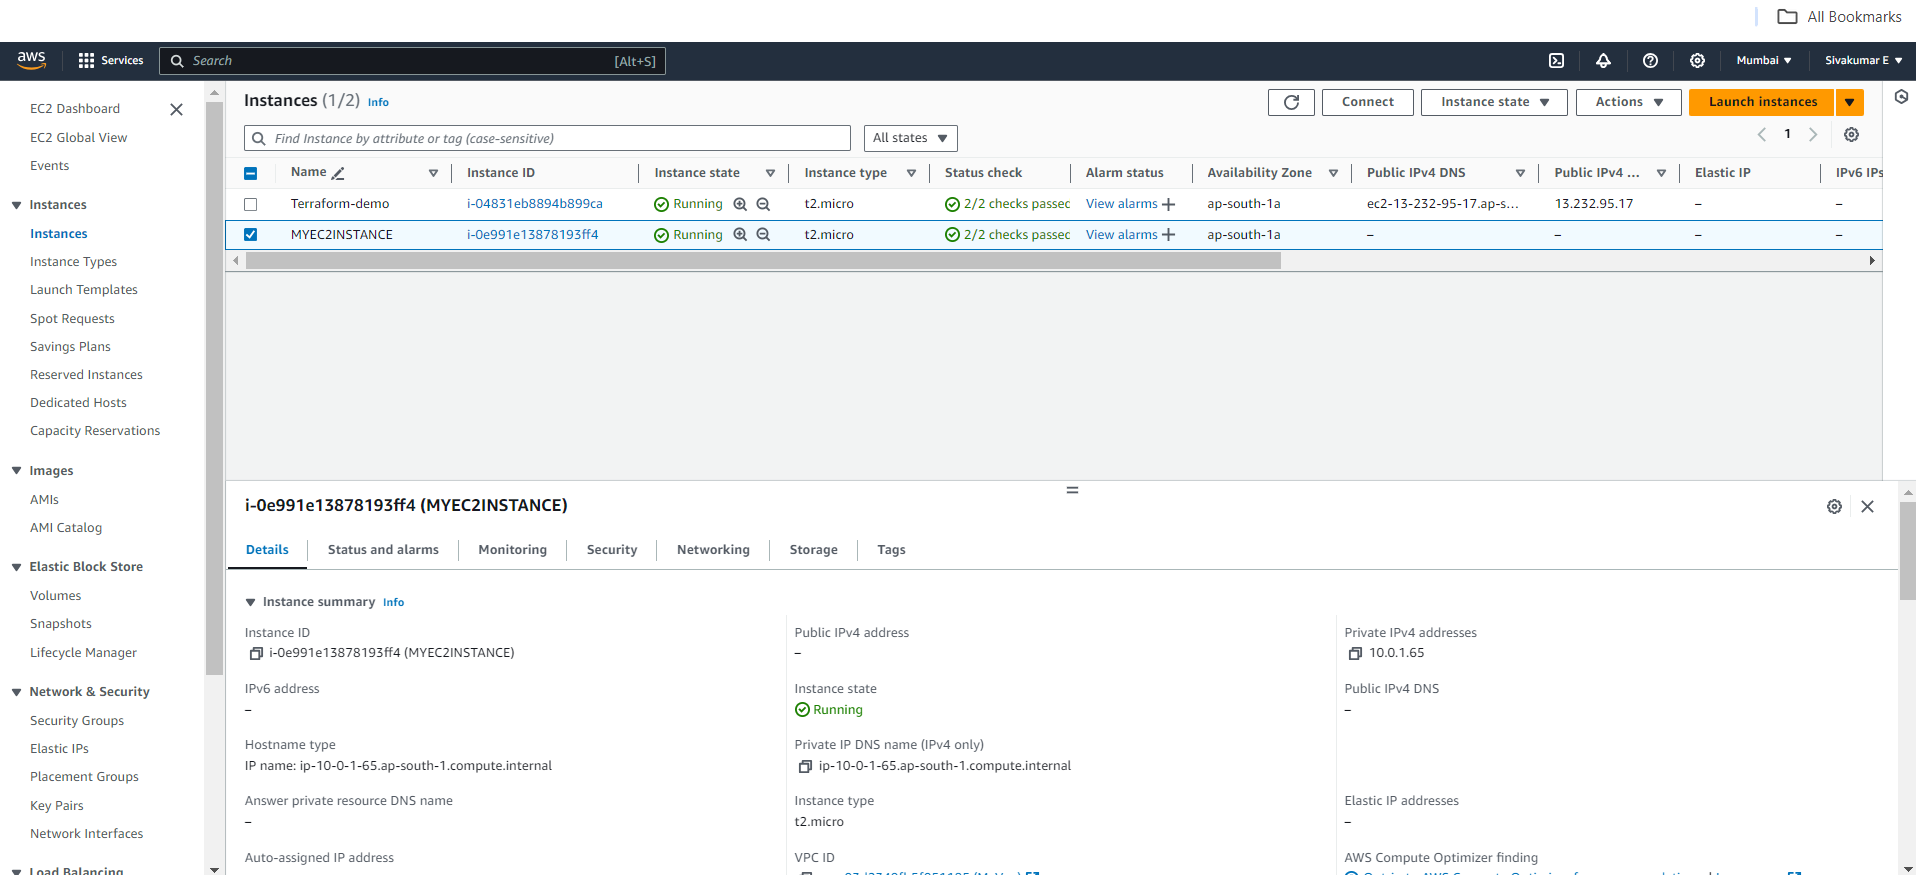 All Bookmarks
aws Services Search [Alt+S] Mumbai Sivakumar E
EC2 Dashboard
EC2 Global View
Events
Instances
Instances
Instance Types
Launch Templates
Spot Requests
Savings Plans
Reserved Instances
Dedicated Hosts
Capacity Reservations
Images
AMIs
AMI Catalog
Elastic Block Store
Volumes
Snapshots
Lifecycle Manager
Network & Security
Security Groups
Elastic IPs
Placement Groups
Key Pairs
Network Interfaces
Load Balancing
Instances (1/2) Info Connect Instance state Actions Launch instances
Find Instance by attribute or tag (case-sensitive) All states 1
Name Instance ID Instance state Instance type Status check Alarm status Availability Zone Public IPv4 DNS Public IPv4 ... Elastic IP IPv6 IPs
Terraform-demo i-04831eb8894b899ca Running t2.micro 2/2 checks passec View alarms + ap-south-1a ec2-13-232-95-17.ap-s... 13.232.95.17 – –
MYEC2INSTANCE i-0e991e13878193ff4 Running t2.micro 2/2 checks passec View alarms + ap-south-1a – – – –
i-0e991e13878193ff4 (MYEC2INSTANCE)
Details Status and alarms Monitoring Security Networking Storage Tags
Instance summary Info
Instance ID
i-0e991e13878193ff4 (MYEC2INSTANCE)
Public IPv4 address
–
Private IPv4 addresses
10.0.1.65
IPv6 address
–
Instance state
Running
Public IPv4 DNS
–
Hostname type
IP name: ip-10-0-1-65.ap-south-1.compute.internal
Private IP DNS name (IPv4 only)
ip-10-0-1-65.ap-south-1.compute.internal
Answer private resource DNS name
–
Instance type
t2.micro
Elastic IP addresses
–
Auto-assigned IP address
VPC ID
AWS Compute Optimizer finding